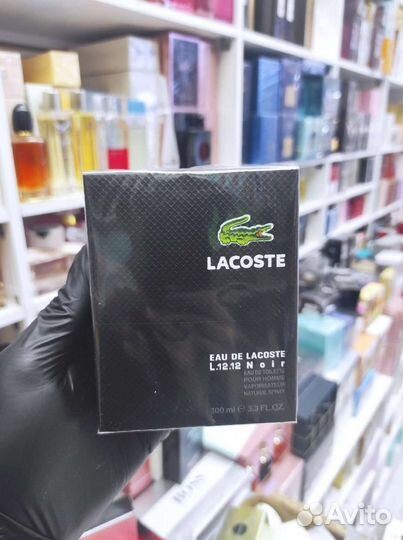 LACOSTE
EAU DE LACOSTE
L.12.12 Noir
EAU DE TOILETTE
POUR HOMME
VAPORISATEUR
NATURAL SPRAY
100 ml e 3.3 FL.OZ.
BOSS
Avito